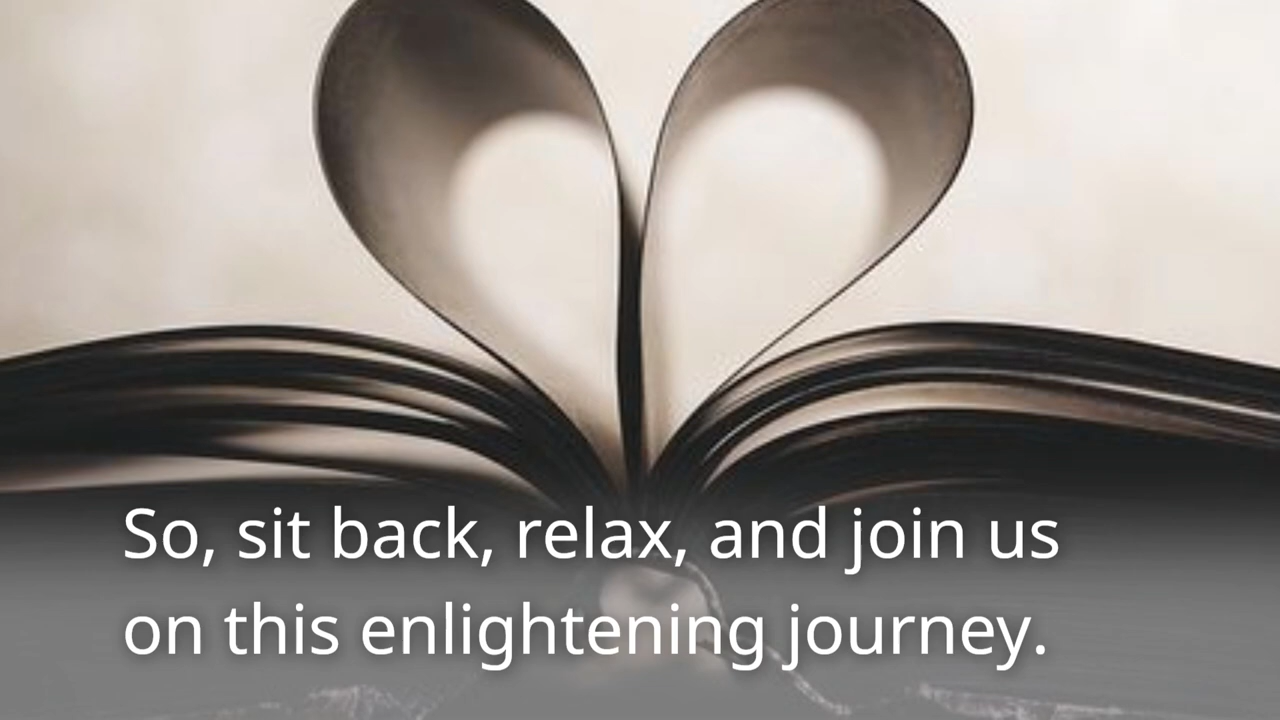 So, sit back, relax, and join us
on this enlightening journey.